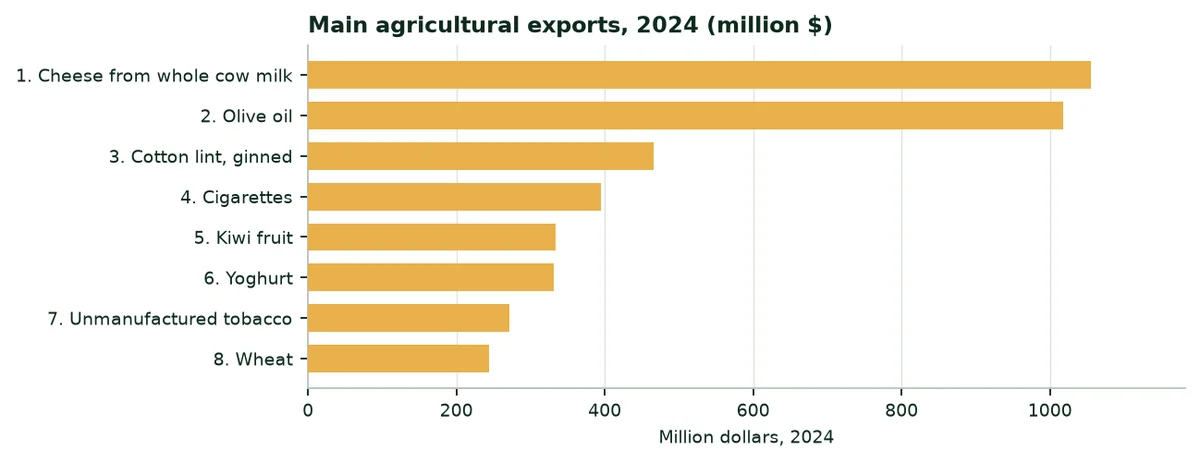 Main agricultural exports, 2024 (million $)
1. Cheese from whole cow milk
2. Olive oil
3. Cotton lint, ginned
4. Cigarettes
5. Kiwi fruit
6. Yoghurt
7. Unmanufactured tobacco
8. Wheat
0 200 400 600 800 1000
Million dollars, 2024